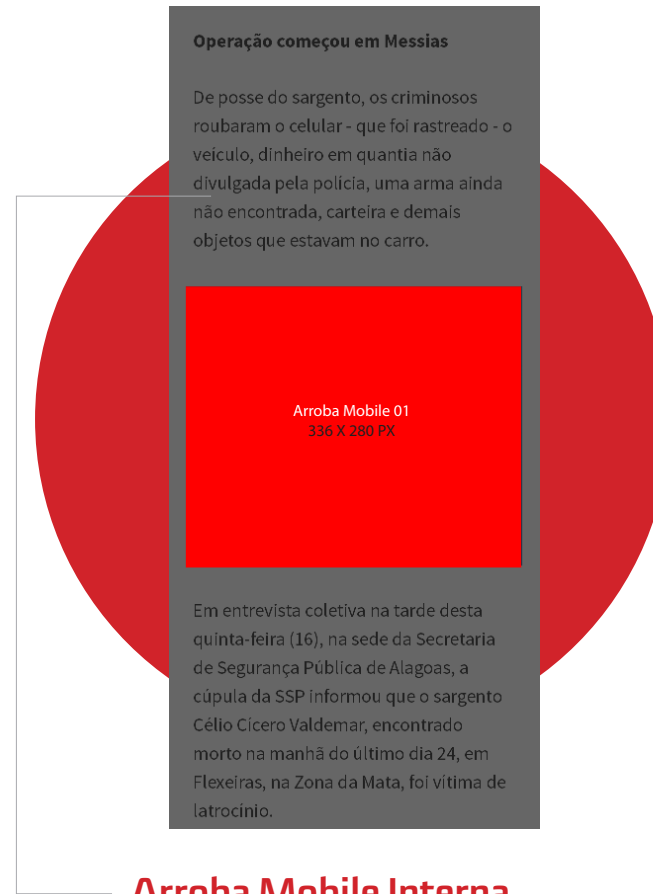 Operação começou em Messias
De posse do sargento, os criminosos
roubaram o celular - que foi rastreado - o
veículo, dinheiro em quantia não
divulgada pela polícia, uma arma ainda
não encontrada, carteira e demais
objetos que estavam no carro.
Arroba Mobile 01
336 X 280 PX
Em entrevista coletiva na tarde desta
quinta-feira (16), na sede da Secretaria
de Segurança Pública de Alagoas, a
cúpula da SSP informou que o sargento
Célio Cícero Valdemar, encontrado
morto na manhã do último dia 24, em
Flexeiras, na Zona da Mata, foi vítima de
latrocínio.
Arroba Mobile Interna